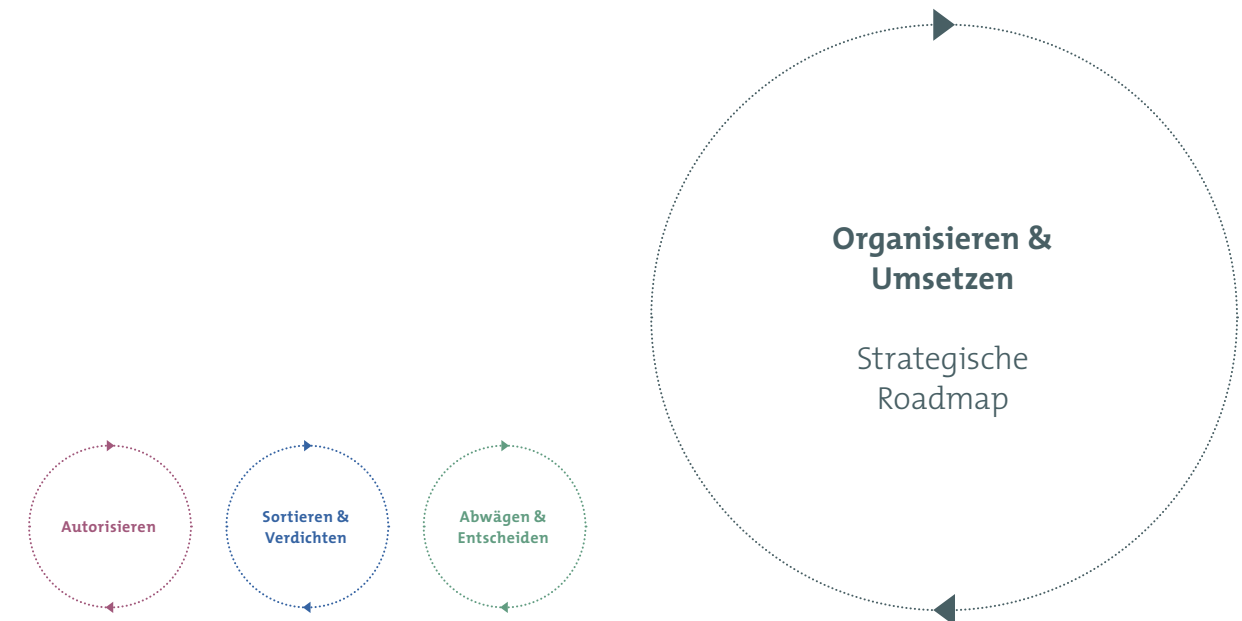 Autorisieren
Sortieren &
Verdichten
Abwägen &
Entscheiden
Organisieren &
Umsetzen
Strategische
Roadmap